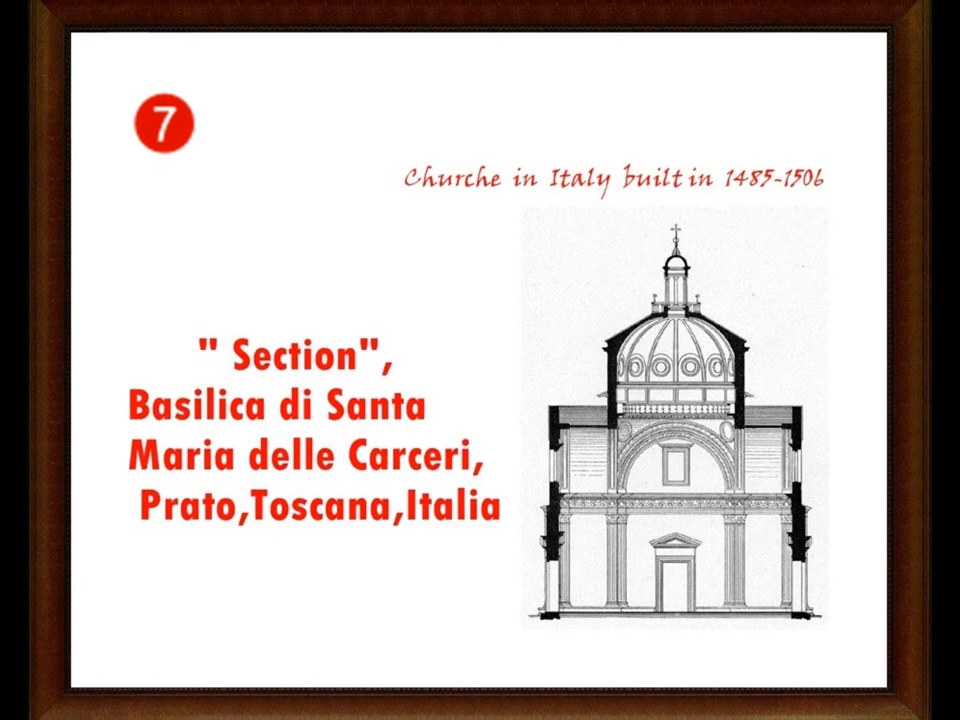 7
Churche in Italy built in 1485-1506
" Section",
Basilica di Santa
Maria delle Carceri,
Prato,Toscana,Italia